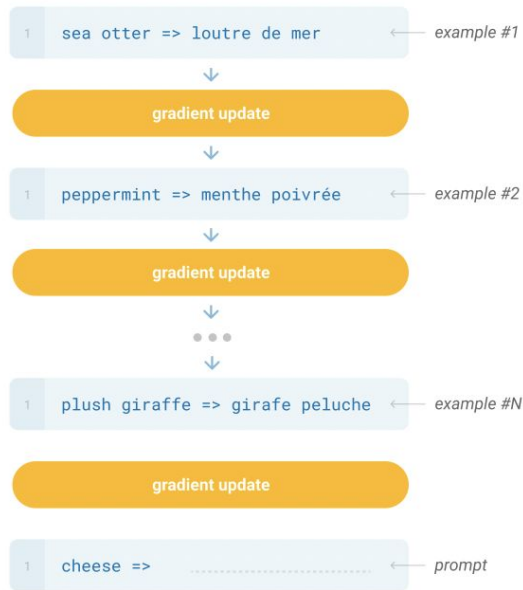 1 sea otter => loutre de mer ← example #1
↓
gradient update
↓
1 peppermint => menthe poivrée ← example #2
↓
gradient update
↓
•••
↓
1 plush giraffe => girafe peluche ← example #N
gradient update
1 cheese => .................... ← prompt